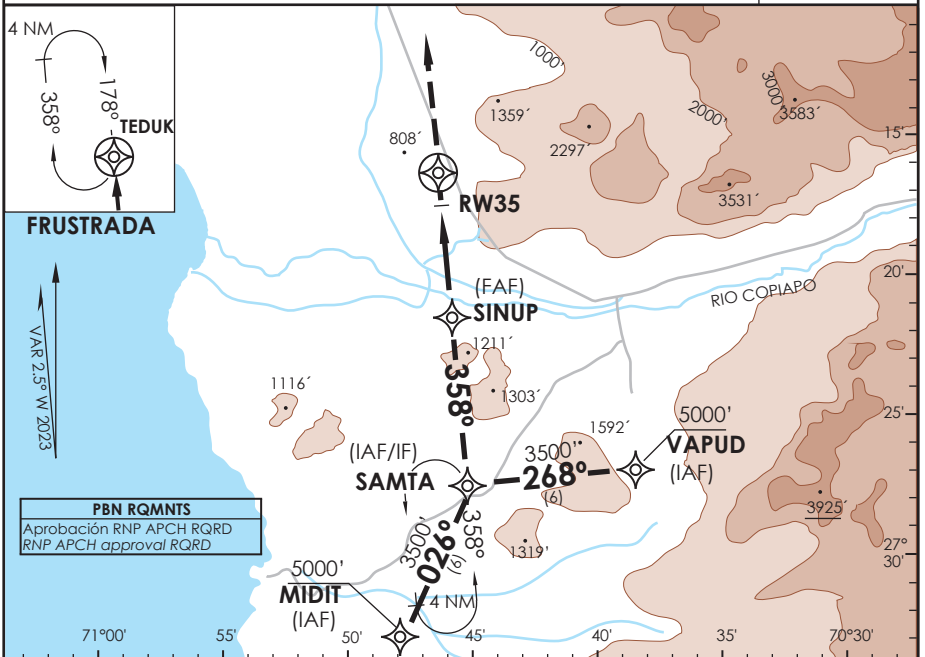 4 NM
358°
178°
TEDUK
FRUSTRADA
1000'
2000'
3000'
1359´
2297´
3583´
3531´
808´
15'
RW35
20'
RIO COPIAPO
(FAF)
SINUP
VAR 2.5° W 2023
1211´
358°
1303´
1116´
25'
5000'
VAPUD
(IAF)
1592´
3500'
268°
(6)
(IAF/IF)
SAMTA
3925´
PBN RQMNTS
Aprobación RNP APCH RQRD
RNP APCH approval RQRD
3500'
026°
(6)
358°
1319'
27°
30'
5000'
MIDIT
(IAF)
4 NM
71°00'
55'
50'
45'
40'
35'
70°30'